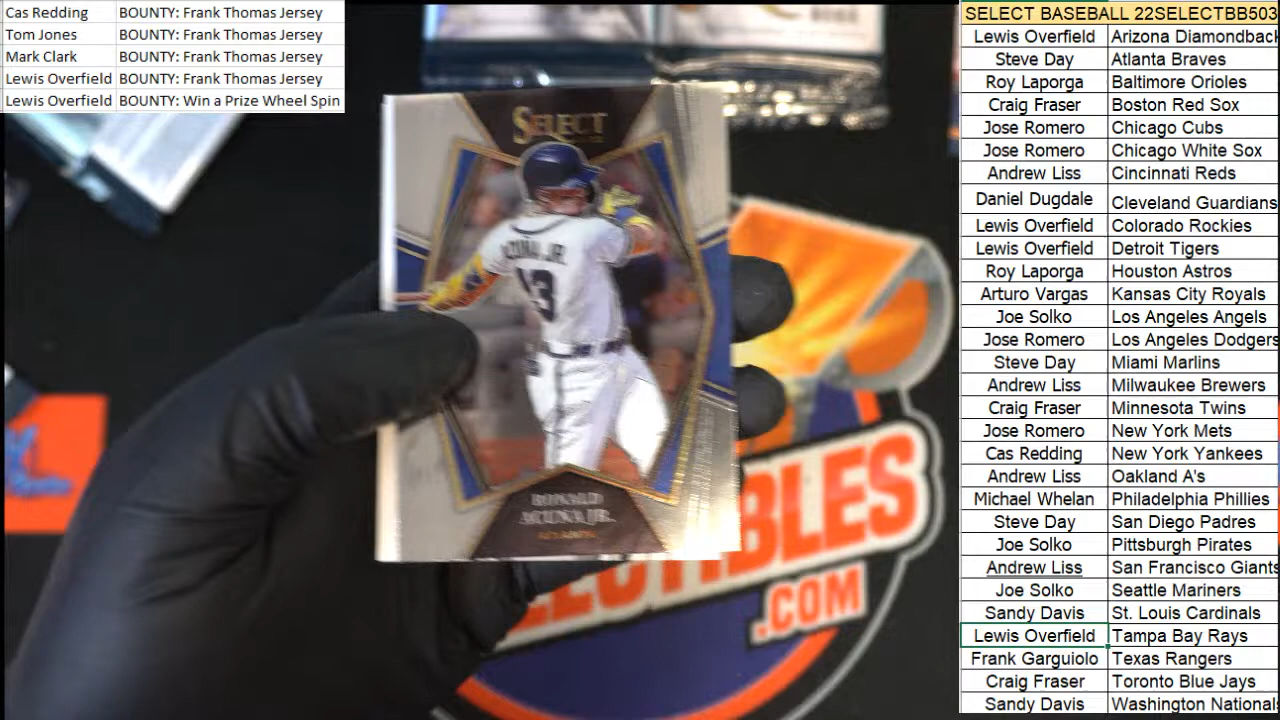 Cas Redding BOUNTY: Frank Thomas Jersey
Tom Jones BOUNTY: Frank Thomas Jersey
Mark Clark BOUNTY: Frank Thomas Jersey
Lewis Overfield BOUNTY: Frank Thomas Jersey
Lewis Overfield BOUNTY: Win a Prize Wheel Spin
SELECT
ACUÑA JR.
13
RONALD
ACUÑA JR.
.COM
SELECT BASEBALL 22SELECTBB503
Lewis Overfield Arizona Diamondback
Steve Day Atlanta Braves
Roy Laporga Baltimore Orioles
Craig Fraser Boston Red Sox
Jose Romero Chicago Cubs
Jose Romero Chicago White Sox
Andrew Liss Cincinnati Reds
Daniel Dugdale Cleveland Guardians
Lewis Overfield Colorado Rockies
Lewis Overfield Detroit Tigers
Roy Laporga Houston Astros
Arturo Vargas Kansas City Royals
Joe Solko Los Angeles Angels
Jose Romero Los Angeles Dodgers
Steve Day Miami Marlins
Andrew Liss Milwaukee Brewers
Craig Fraser Minnesota Twins
Jose Romero New York Mets
Cas Redding New York Yankees
Andrew Liss Oakland A's
Michael Whelan Philadelphia Phillies
Steve Day San Diego Padres
Joe Solko Pittsburgh Pirates
Andrew Liss San Francisco Giants
Joe Solko Seattle Mariners
Sandy Davis St. Louis Cardinals
Lewis Overfield Tampa Bay Rays
Frank Garguiolo Texas Rangers
Craig Fraser Toronto Blue Jays
Sandy Davis Washington National